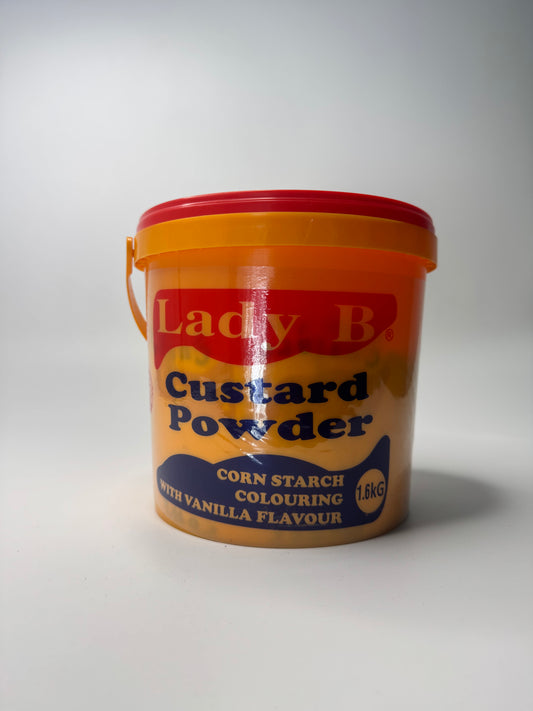 Lady B ®
Custard
Powder
CORN STARCH
COLOURING
WITH VANILLA FLAVOUR
1.6kG